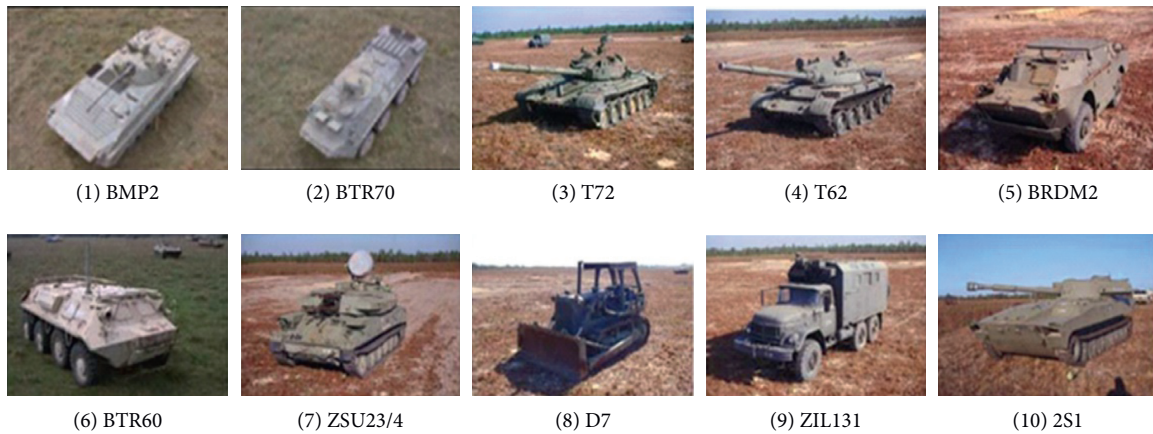 (1) BMP2
(2) BTR70
(3) T72
(4) T62
(5) BRDM2
(6) BTR60
(7) ZSU23/4
(8) D7
(9) ZIL131
(10) 2S1